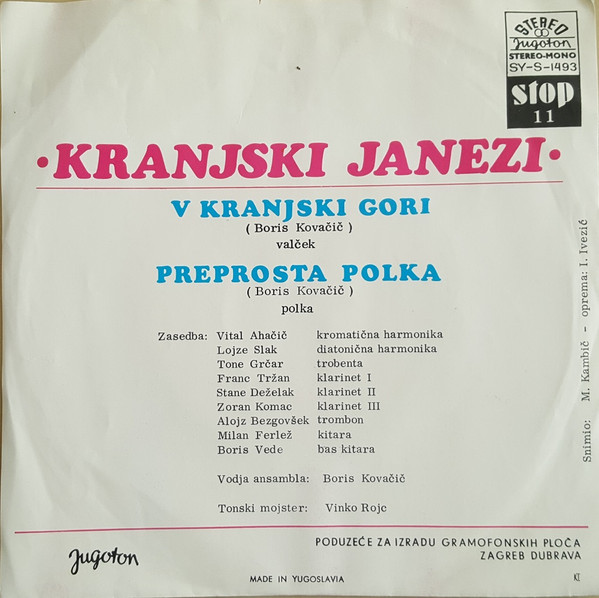 STEREO
Jugoton
STEREO-MONO
SY-S-1493
stop
11
•KRANJSKI JANEZI•
V KRANJSKI GORI
( Boris Kovačič )
valček
PREPROSTA POLKA
( Boris Kovačič )
polka
Zasedba: Vital Ahačič kromatična harmonika
Lojze Slak diatonična harmonika
Tone Grčar trobenta
Franc Tržan klarinet I
Stane Deželak klarinet II
Zoran Komac klarinet III
Alojz Bezgovšek trombon
Milan Ferlež kitara
Boris Vede bas kitara
Vodja ansambla: Boris Kovačič
Tonski mojster: Vinko Rojc
Snimio: M. Kambič - oprema: I. Ivezić
Jugoton
PODUZEĆE ZA IZRADU GRAMOFONSKIH PLOČA
ZAGREB DUBRAVA
MADE IN YUGOSLAVIA
KE